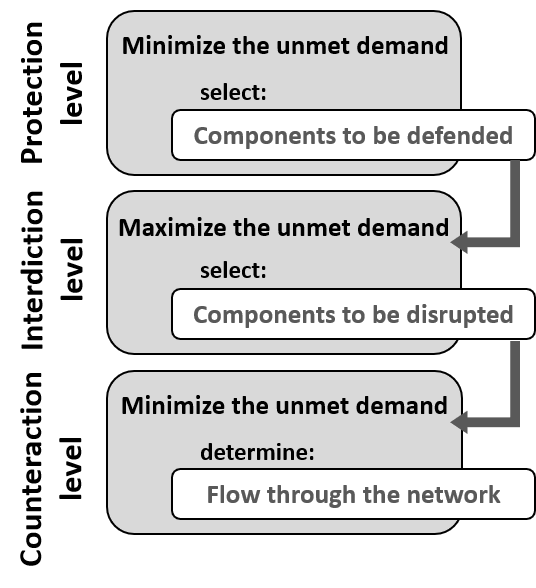 Protection
level
Minimize the unmet demand
select:
Components to be defended
Interdiction
level
Maximize the unmet demand
select:
Components to be disrupted
Counteraction
level
Minimize the unmet demand
determine:
Flow through the network